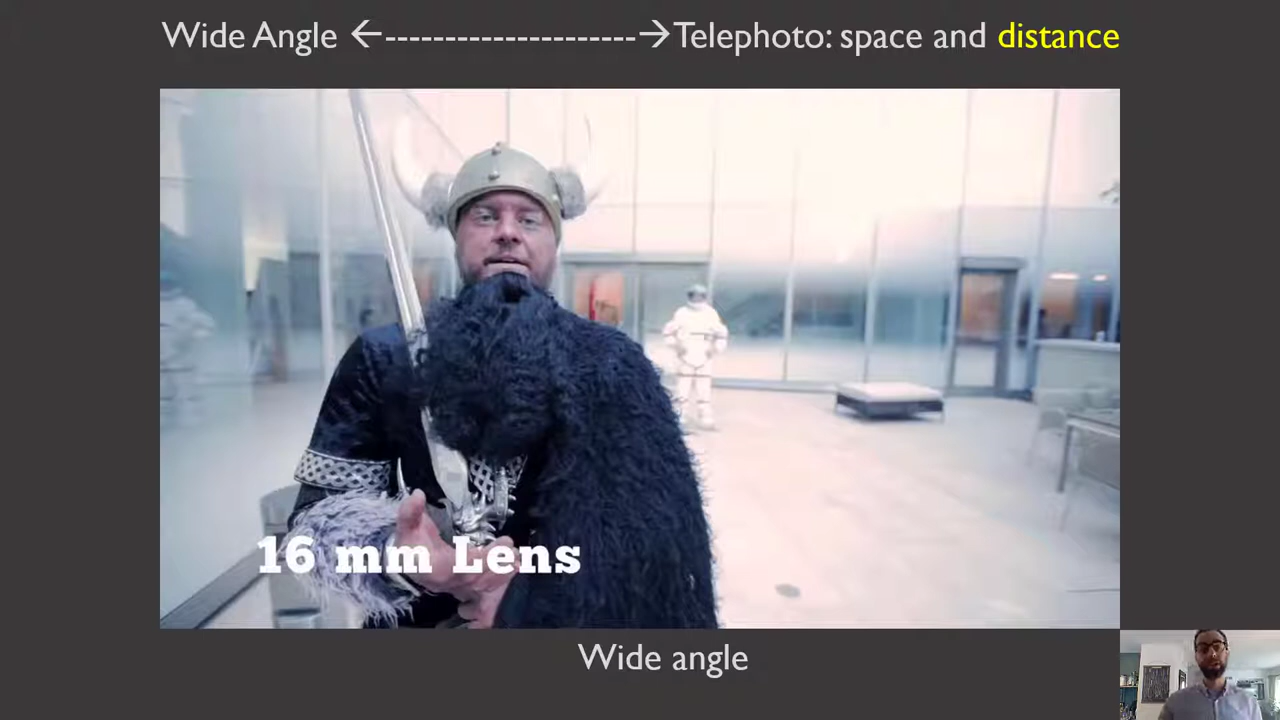 Wide Angle ←---------------------→Telephoto: space and distance
16 mm Lens
Wide angle